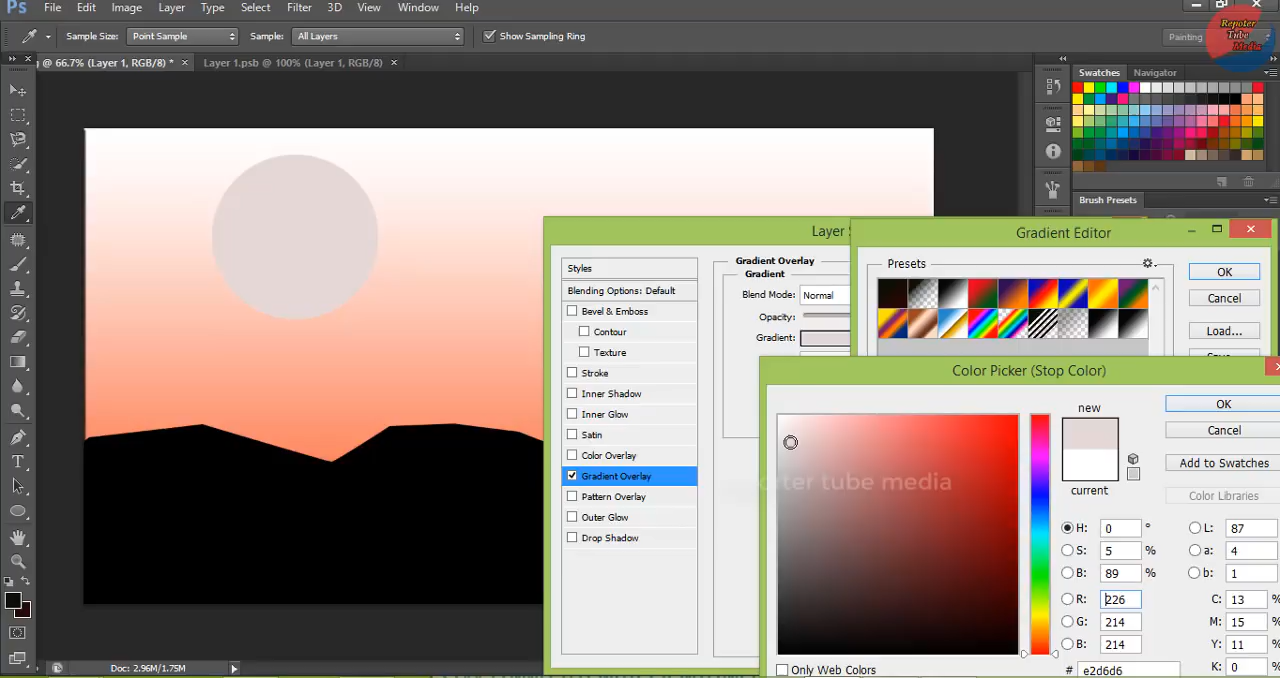 Ps File Edit Image Layer Type Select Filter 3D View Window Help
Sample Size: Point Sample Sample: All Layers Show Sampling Ring Painting
Repoter
Tube
Media
@ 66.7% (Layer 1, RGB/8) * × Layer 1.psb @ 100% (Layer 1, RGB/8) ×
Swatches Navigator
Brush Presets
Gradient Editor
Presets
OK
Cancel
Load...
Layer S
Styles
Blending Options: Default
Bevel & Emboss
Contour
Texture
Stroke
Inner Shadow
Inner Glow
Satin
Color Overlay
Gradient Overlay
Pattern Overlay
Outer Glow
Drop Shadow
Gradient Overlay
Gradient
Blend Mode: Normal
Opacity:
Gradient:
Color Picker (Stop Color)
new
current
OK
Cancel
Add to Swatches
Color Libraries
rter tube media
H: 0 °
S: 5 %
B: 89 %
R: 226
G: 214
B: 214
L: 87
a: 4
b: 1
C: 13 %
M: 15 %
Y: 11 %
K: 0 %
Only Web Colors
# e2d6d6
Doc: 2.96M/1.75M